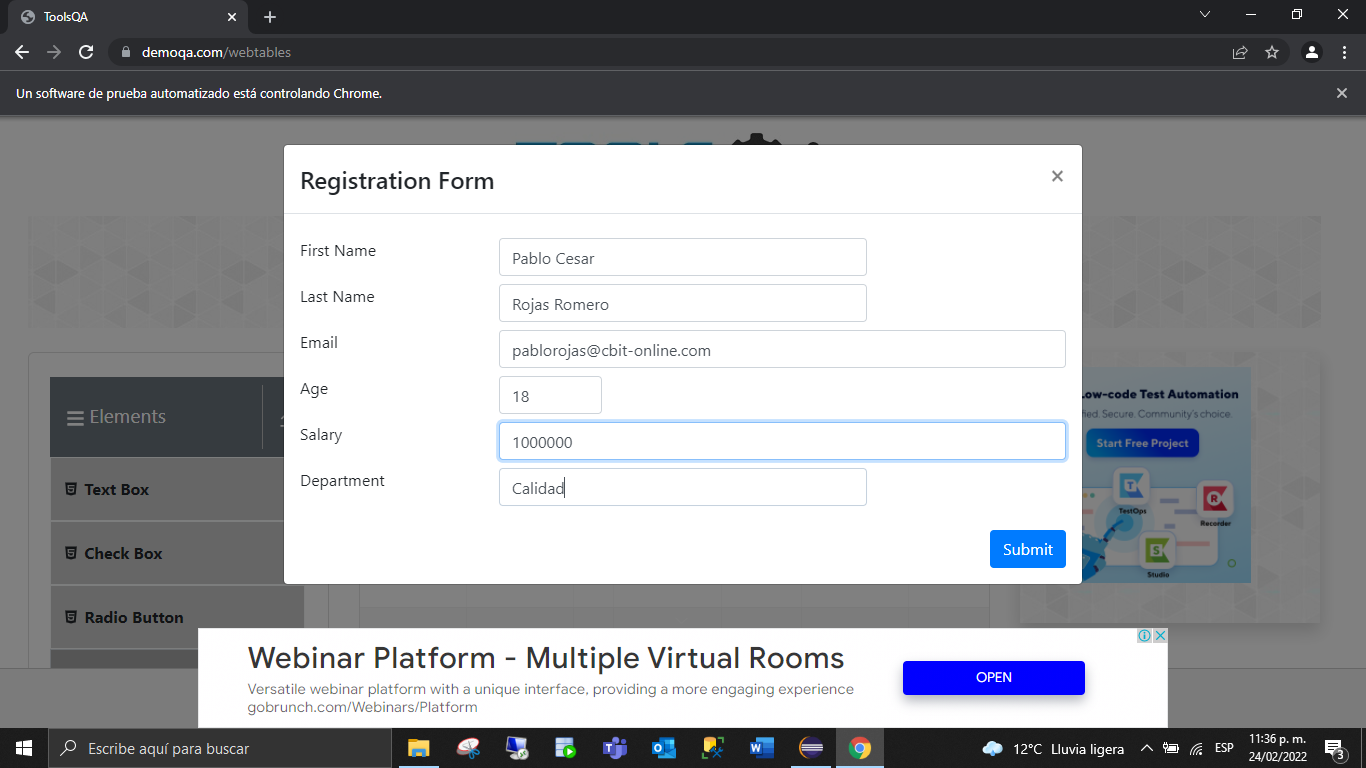 ToolsQA
demoqa.com/webtables
Un software de prueba automatizado está controlando Chrome.
Registration Form
×
First Name
Pablo Cesar
Last Name
Rojas Romero
Email
pablorojas@cbit-online.com
Age
18
Salary
1000000
Department
Calidad
Submit
Elements
Text Box
Check Box
Radio Button
ow-code Test Automation
fied. Secure. Community's choice.
Start Free Project
TestOps
Recorder
Studio
Webinar Platform - Multiple Virtual Rooms
Versatile webinar platform with a unique interface, providing a more engaging experience
gobrunch.com/Webinars/Platform
OPEN
Escribe aquí para buscar
12°C Lluvia ligera
ESP
11:36 p. m.
24/02/2022
3